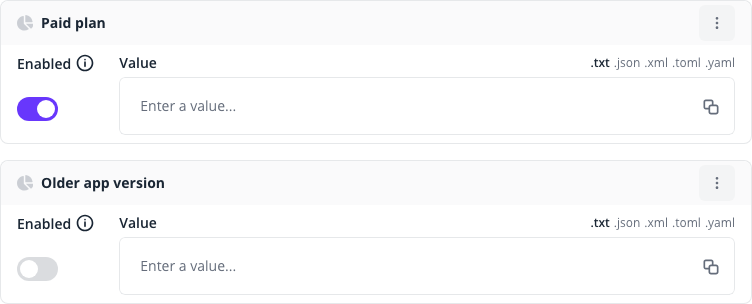 Paid plan
Enabled Value .txt .json .xml .toml .yaml
Enter a value...
Older app version
Enabled Value .txt .json .xml .toml .yaml
Enter a value...